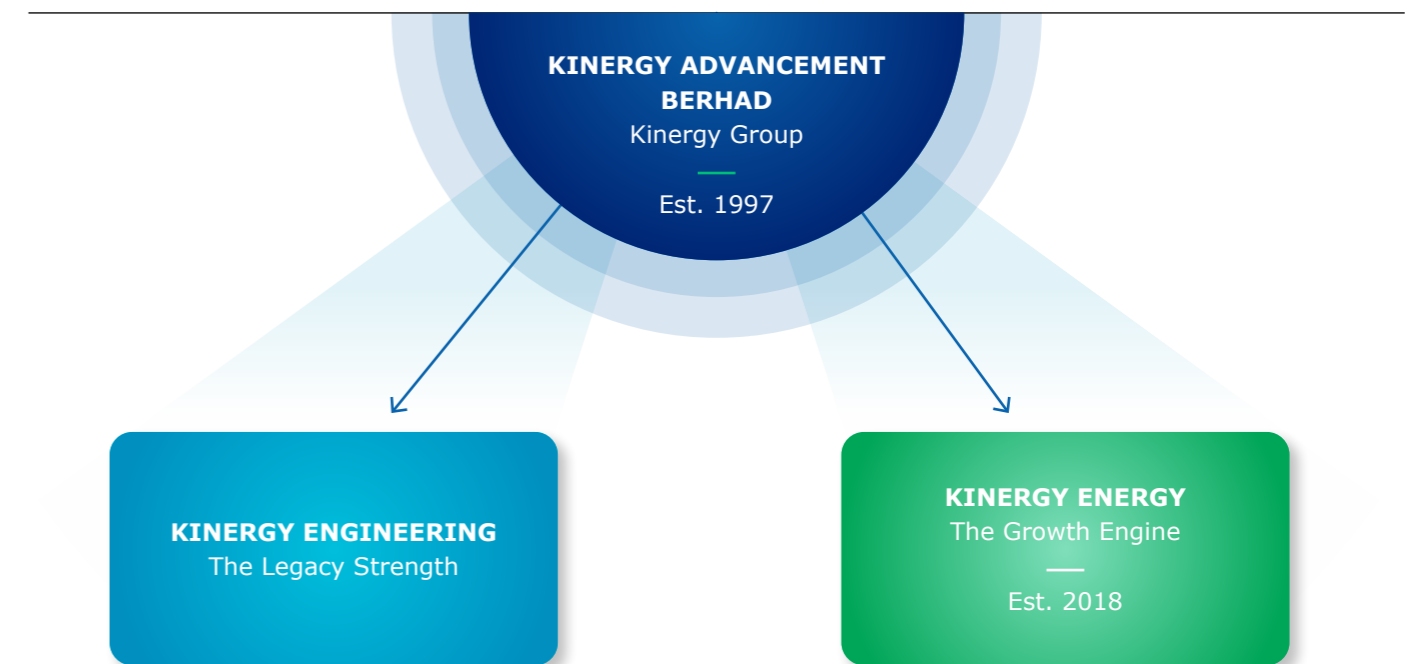 KINERGY ADVANCEMENT
BERHAD
Kinergy Group
Est. 1997
KINERGY ENGINEERING
The Legacy Strength
KINERGY ENERGY
The Growth Engine
Est. 2018